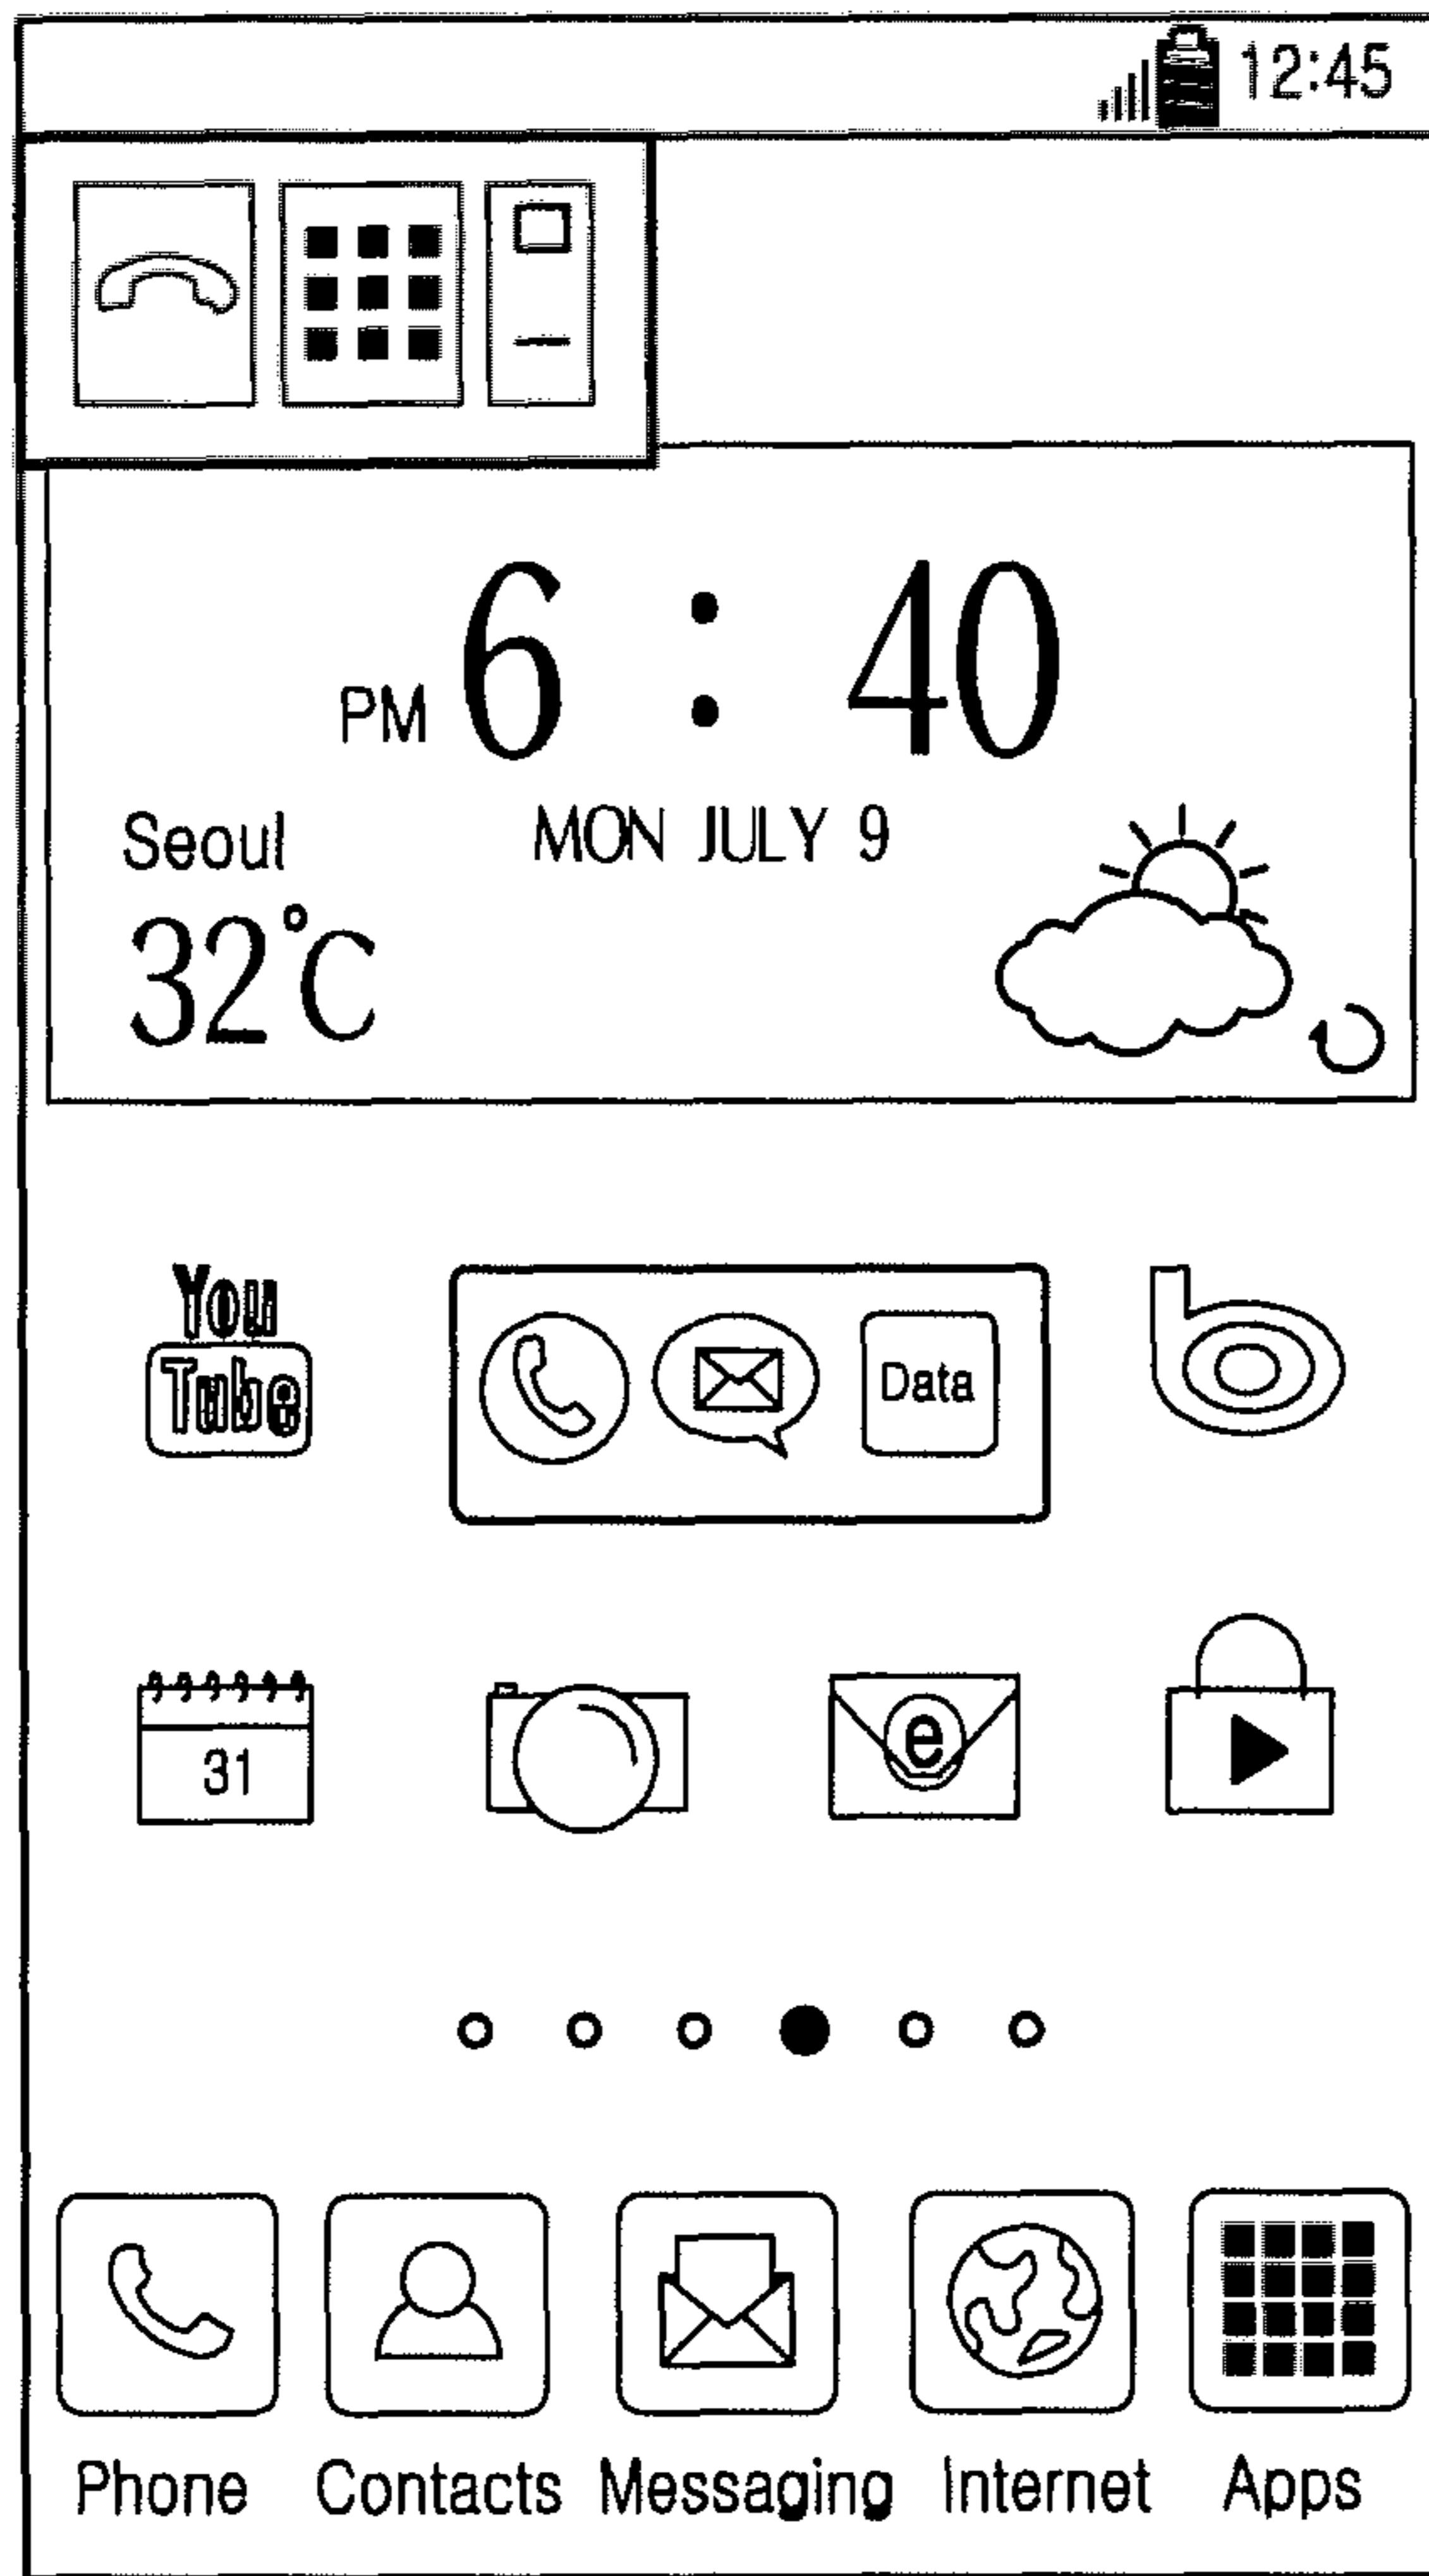 12:45
PM 6 : 40
MON JULY 9
Seoul
32°C
You
Tube
Data
31
e
Phone Contacts Messaging Internet Apps